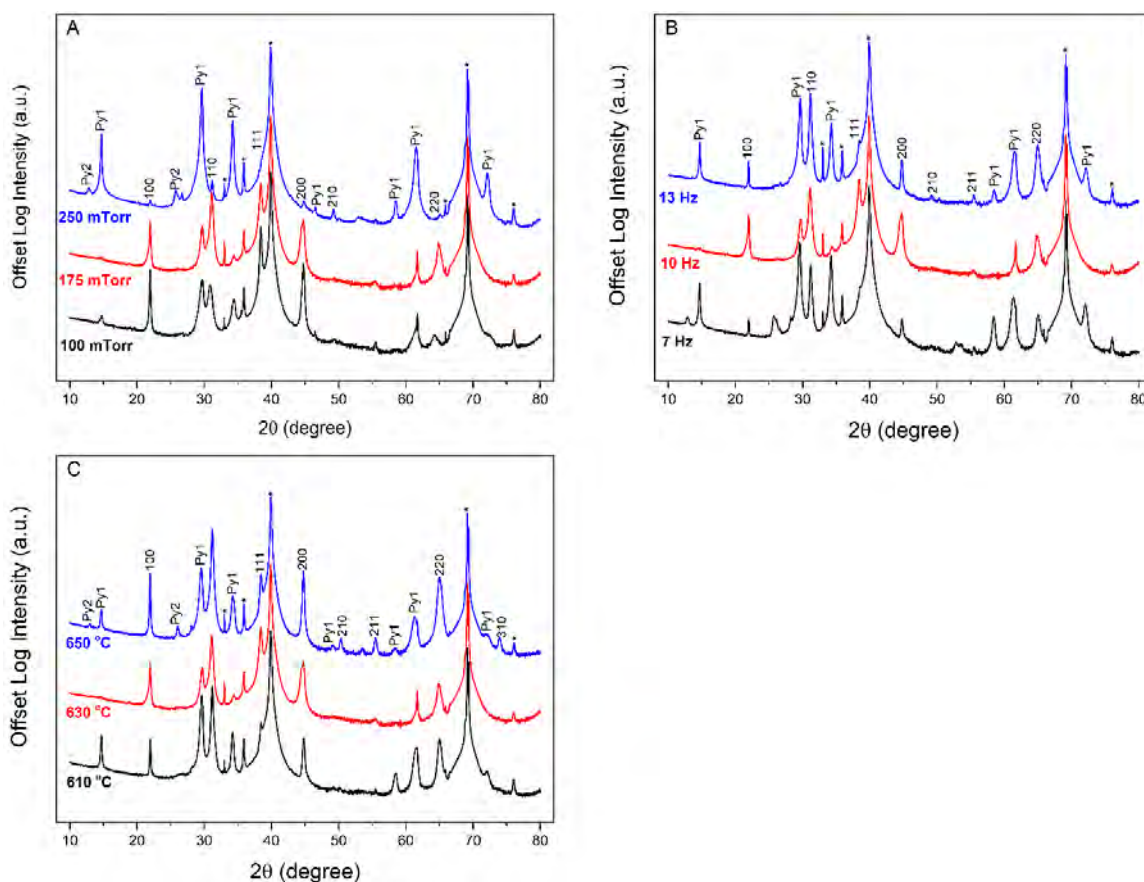 A
Offset Log Intensity (a.u.)
Py2
Py1
100
Py2
Py1
110
*
Py1
*
111
*
200
Py1
210
Py1
Py1
220
*
*
Py1
*
250 mTorr
175 mTorr
100 mTorr
10 20 30 40 50 60 70 80
2θ (degree)
B
Offset Log Intensity (a.u.)
Py1
100
Py1
110
*
Py1
*
111
*
200
210
211
Py1
Py1
220
*
Py1
*
13 Hz
10 Hz
7 Hz
10 20 30 40 50 60 70 80
2θ (degree)
C
Offset Log Intensity (a.u.)
Py2
Py1
100
Py2
Py1
*
Py1
*
111
*
200
Py1
210
211
Py1
Py1
220
*
Py1
310
*
650 °C
630 °C
610 °C
10 20 30 40 50 60 70 80
2θ (degree)